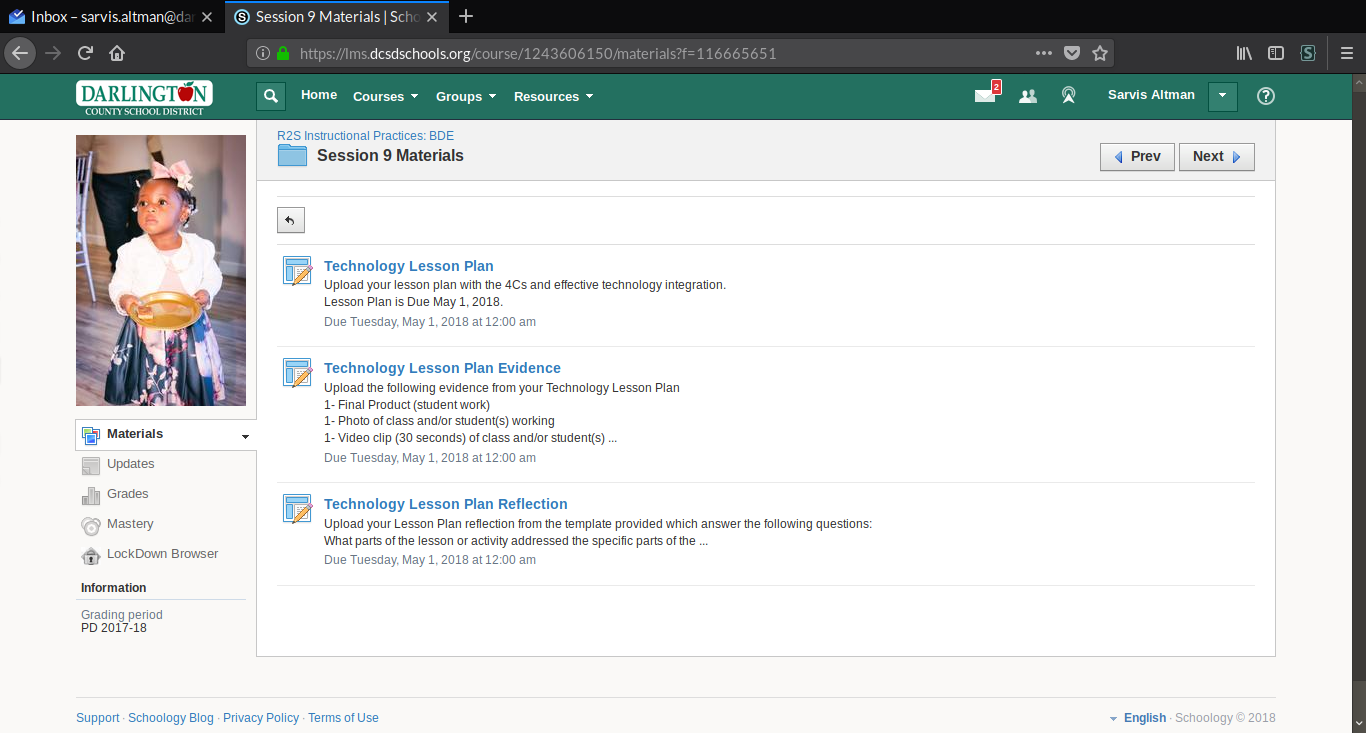 Inbox – sarvis.altman@da
Session 9 Materials | Scho
https://lms.dcsdschools.org/course/1243606150/materials?f=116665651
DARLINGTON
COUNTY SCHOOL DISTRICT
Home
Courses
Groups
Resources
2
Sarvis Altman
R2S Instructional Practices: BDE
Session 9 Materials
Prev
Next
Technology Lesson Plan
Upload your lesson plan with the 4Cs and effective technology integration.
Lesson Plan is Due May 1, 2018.
Due Tuesday, May 1, 2018 at 12:00 am
Technology Lesson Plan Evidence
Upload the following evidence from your Technology Lesson Plan
1- Final Product (student work)
1- Photo of class and/or student(s) working
1- Video clip (30 seconds) of class and/or student(s) ...
Due Tuesday, May 1, 2018 at 12:00 am
Technology Lesson Plan Reflection
Upload your Lesson Plan reflection from the template provided which answer the following questions:
What parts of the lesson or activity addressed the specific parts of the ...
Due Tuesday, May 1, 2018 at 12:00 am
Materials
Updates
Grades
Mastery
LockDown Browser
Information
Grading period
PD 2017-18
Support · Schoology Blog · Privacy Policy · Terms of Use
English · Schoology © 2018